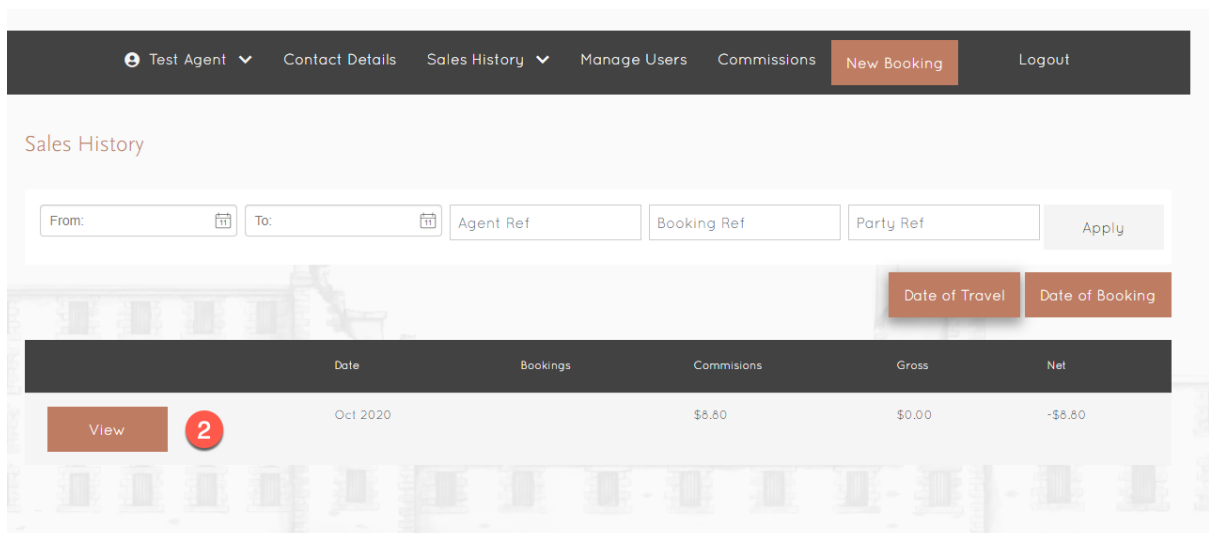 Test Agent Contact Details Sales History Manage Users Commissions New Booking Logout
Sales History
From: 11 To: 11 Agent Ref Booking Ref Party Ref Apply
Date of Travel Date of Booking
Date Bookings Commisions Gross Net
View 2 Oct 2020 $8.80 $0.00 -$8.80